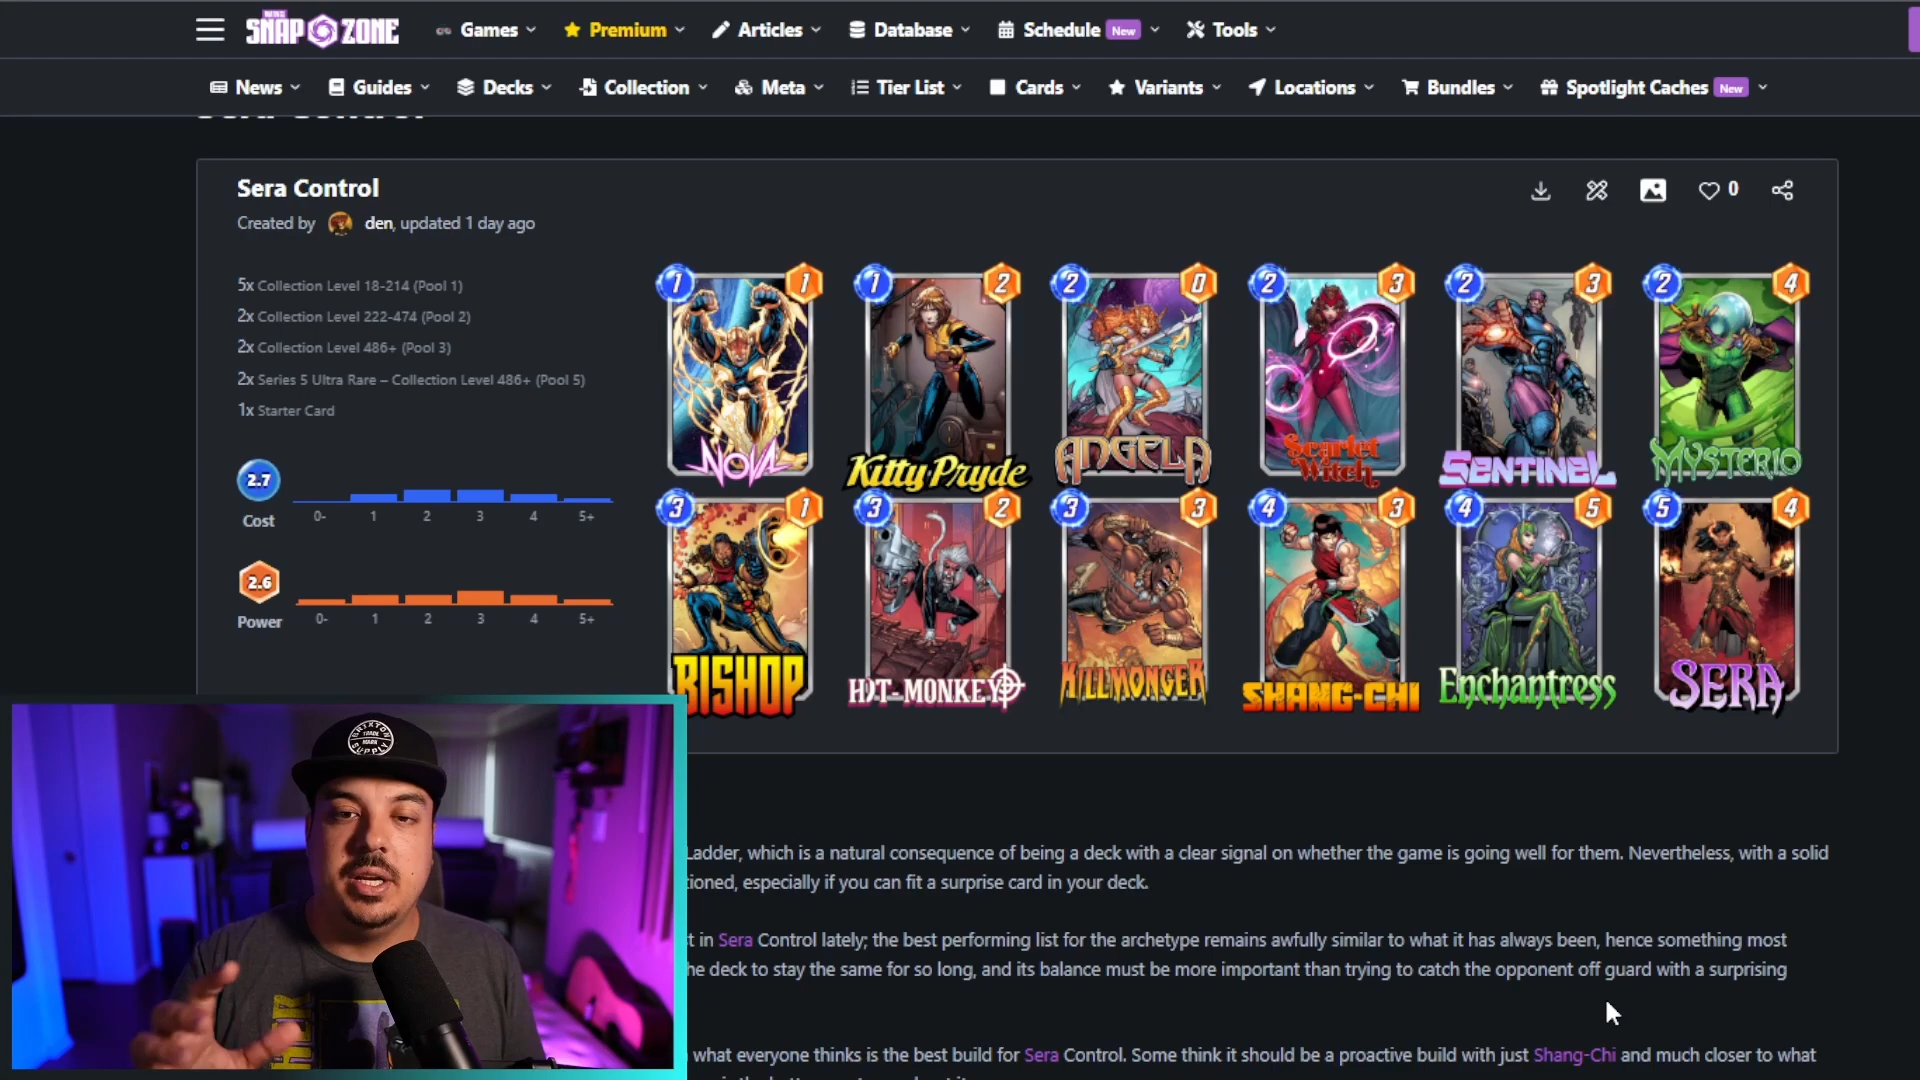 MARVEL
SNAP ZONE
Games
Premium
Articles
Database
Schedule New
Tools
News
Guides
Decks
Collection
Meta
Tier List
Cards
Variants
Locations
Bundles
Spotlight Caches New
Sera Control
Sera Control
Created by den, updated 1 day ago
0
5x Collection Level 18-214 (Pool 1)
2x Collection Level 222-474 (Pool 2)
2x Collection Level 486+ (Pool 3)
2x Series 5 Ultra Rare – Collection Level 486+ (Pool 5)
1x Starter Card
2.7
Cost
0- 1 2 3 4 5+
2.6
Power
0- 1 2 3 4 5+
1 1 1 2 2 0 2 3 2 3 2 4
NOVA
Kitty Pryde
ANGELA
Scarlet Witch
SENTINEL
MYSTERIO
3 1 3 2 3 3 4 3 4 5 5 4
BISHOP
HIT-MONKEY
KILLMONGER
SHANG-CHI
Enchantress
SERA
BRIXTON
TRADE
MARK
SUPPLY
Ladder, which is a natural consequence of being a deck with a clear signal on whether the game is going well for them. Nevertheless, with a solid
tioned, especially if you can fit a surprise card in your deck.
st in Sera Control lately; the best performing list for the archetype remains awfully similar to what it has always been, hence something most
he deck to stay the same for so long, and its balance must be more important than trying to catch the opponent off guard with a surprising
what everyone thinks is the best build for Sera Control. Some think it should be a proactive build with just Shang-Chi and much closer to what